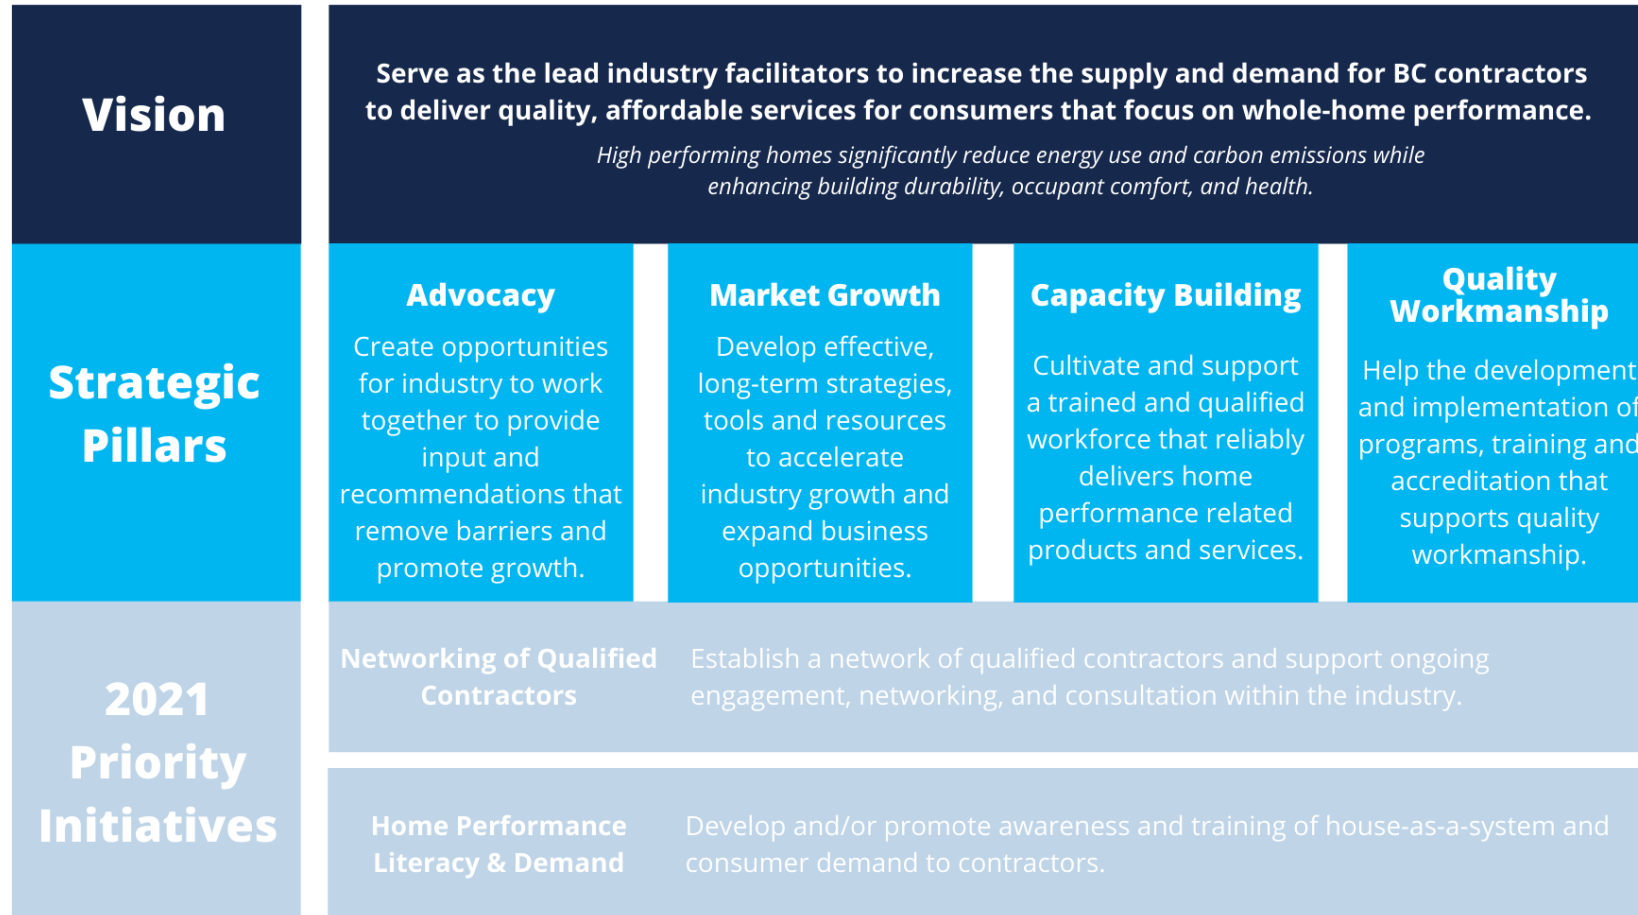 Vision
Serve as the lead industry facilitators to increase the supply and demand for BC contractors
to deliver quality, affordable services for consumers that focus on whole-home performance.
High performing homes significantly reduce energy use and carbon emissions while
enhancing building durability, occupant comfort, and health.
Strategic
Pillars
Advocacy
Create opportunities
for industry to work
together to provide
input and
recommendations that
remove barriers and
promote growth.
Market Growth
Develop effective,
long-term strategies,
tools and resources
to accelerate
industry growth and
expand business
opportunities.
Capacity Building
Cultivate and support
a trained and qualified
workforce that reliably
delivers home
performance related
products and services.
Quality
Workmanship
Help the development
and implementation of
programs, training and
accreditation that
supports quality
workmanship.
2021
Priority
Initiatives
Networking of Qualified
Contractors
Establish a network of qualified contractors and support ongoing
engagement, networking, and consultation within the industry.
Home Performance
Literacy & Demand
Develop and/or promote awareness and training of house-as-a-system and
consumer demand to contractors.